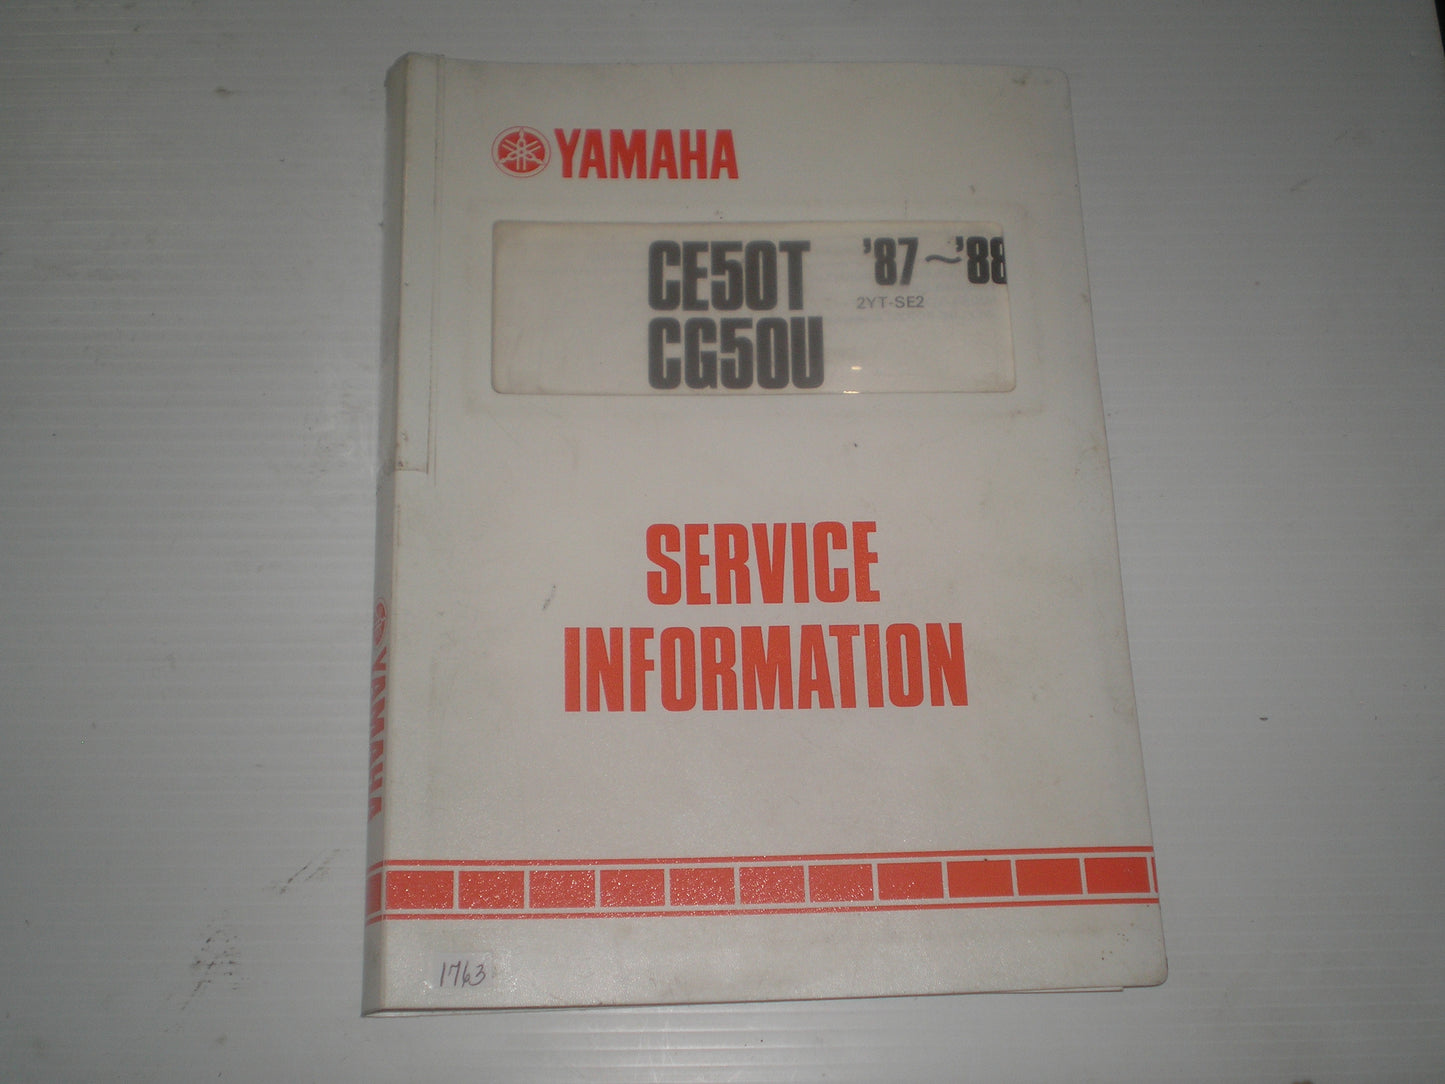 YAMAHA
CE50T '87~'88
2YT-SE2
CG50U
SERVICE
INFORMATION
YAMAHA
1763